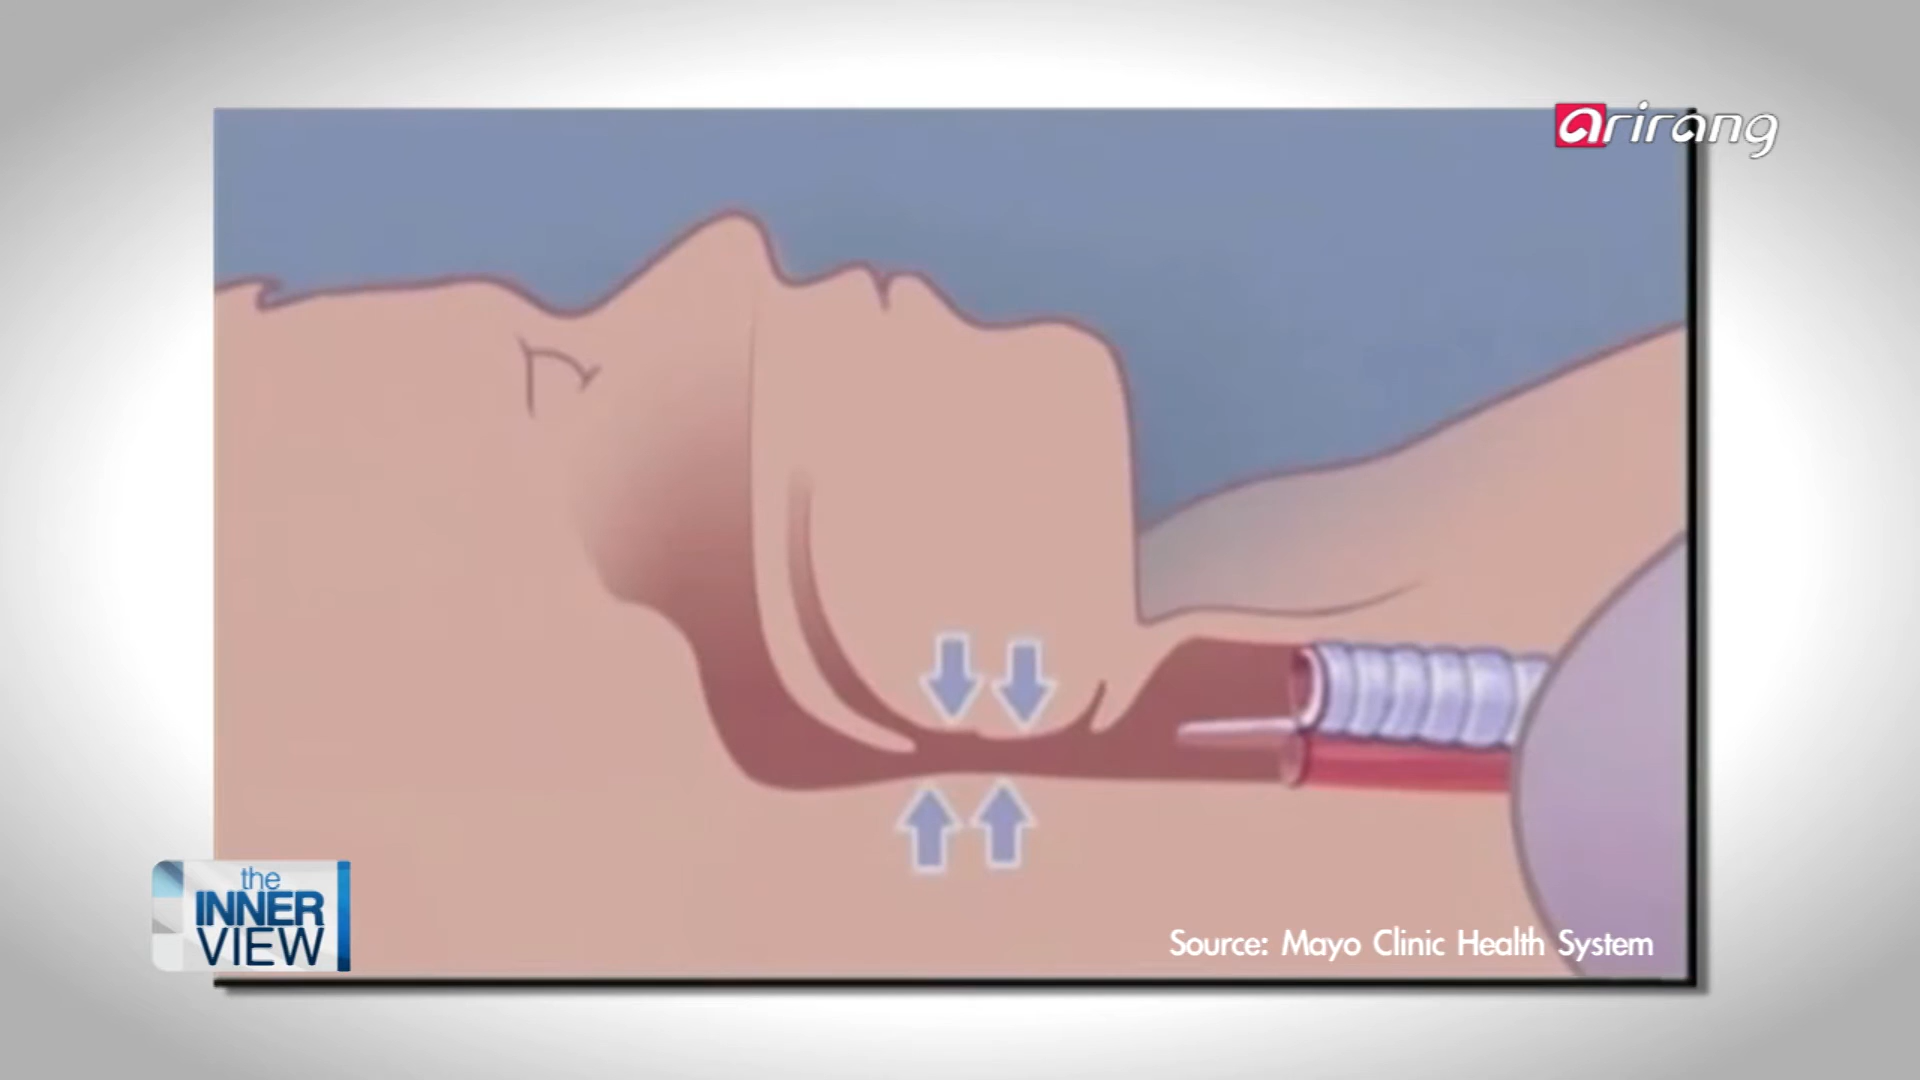 arirang
the
INNER
VIEW
Source: Mayo Clinic Health System